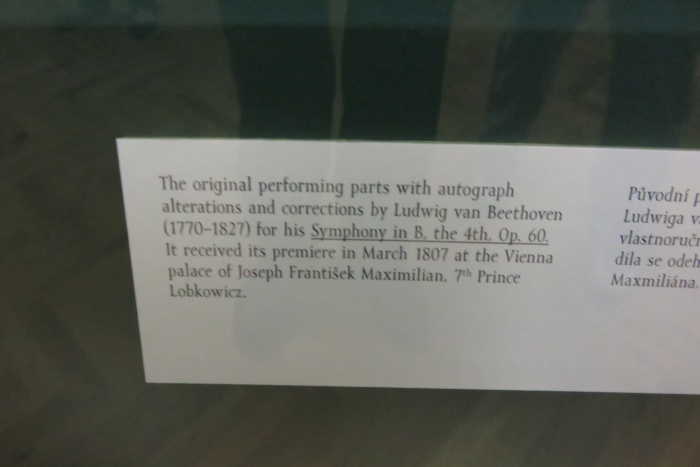 The original performing parts with autograph
alterations and corrections by Ludwig van Beethoven
(1770–1827) for his Symphony in B, the 4th, Op. 60.
It received its premiere in March 1807 at the Vienna
palace of Joseph František Maximilian, 7th Prince
Lobkowicz.
Původní
Ludwiga
díla se
Maxmiliána,